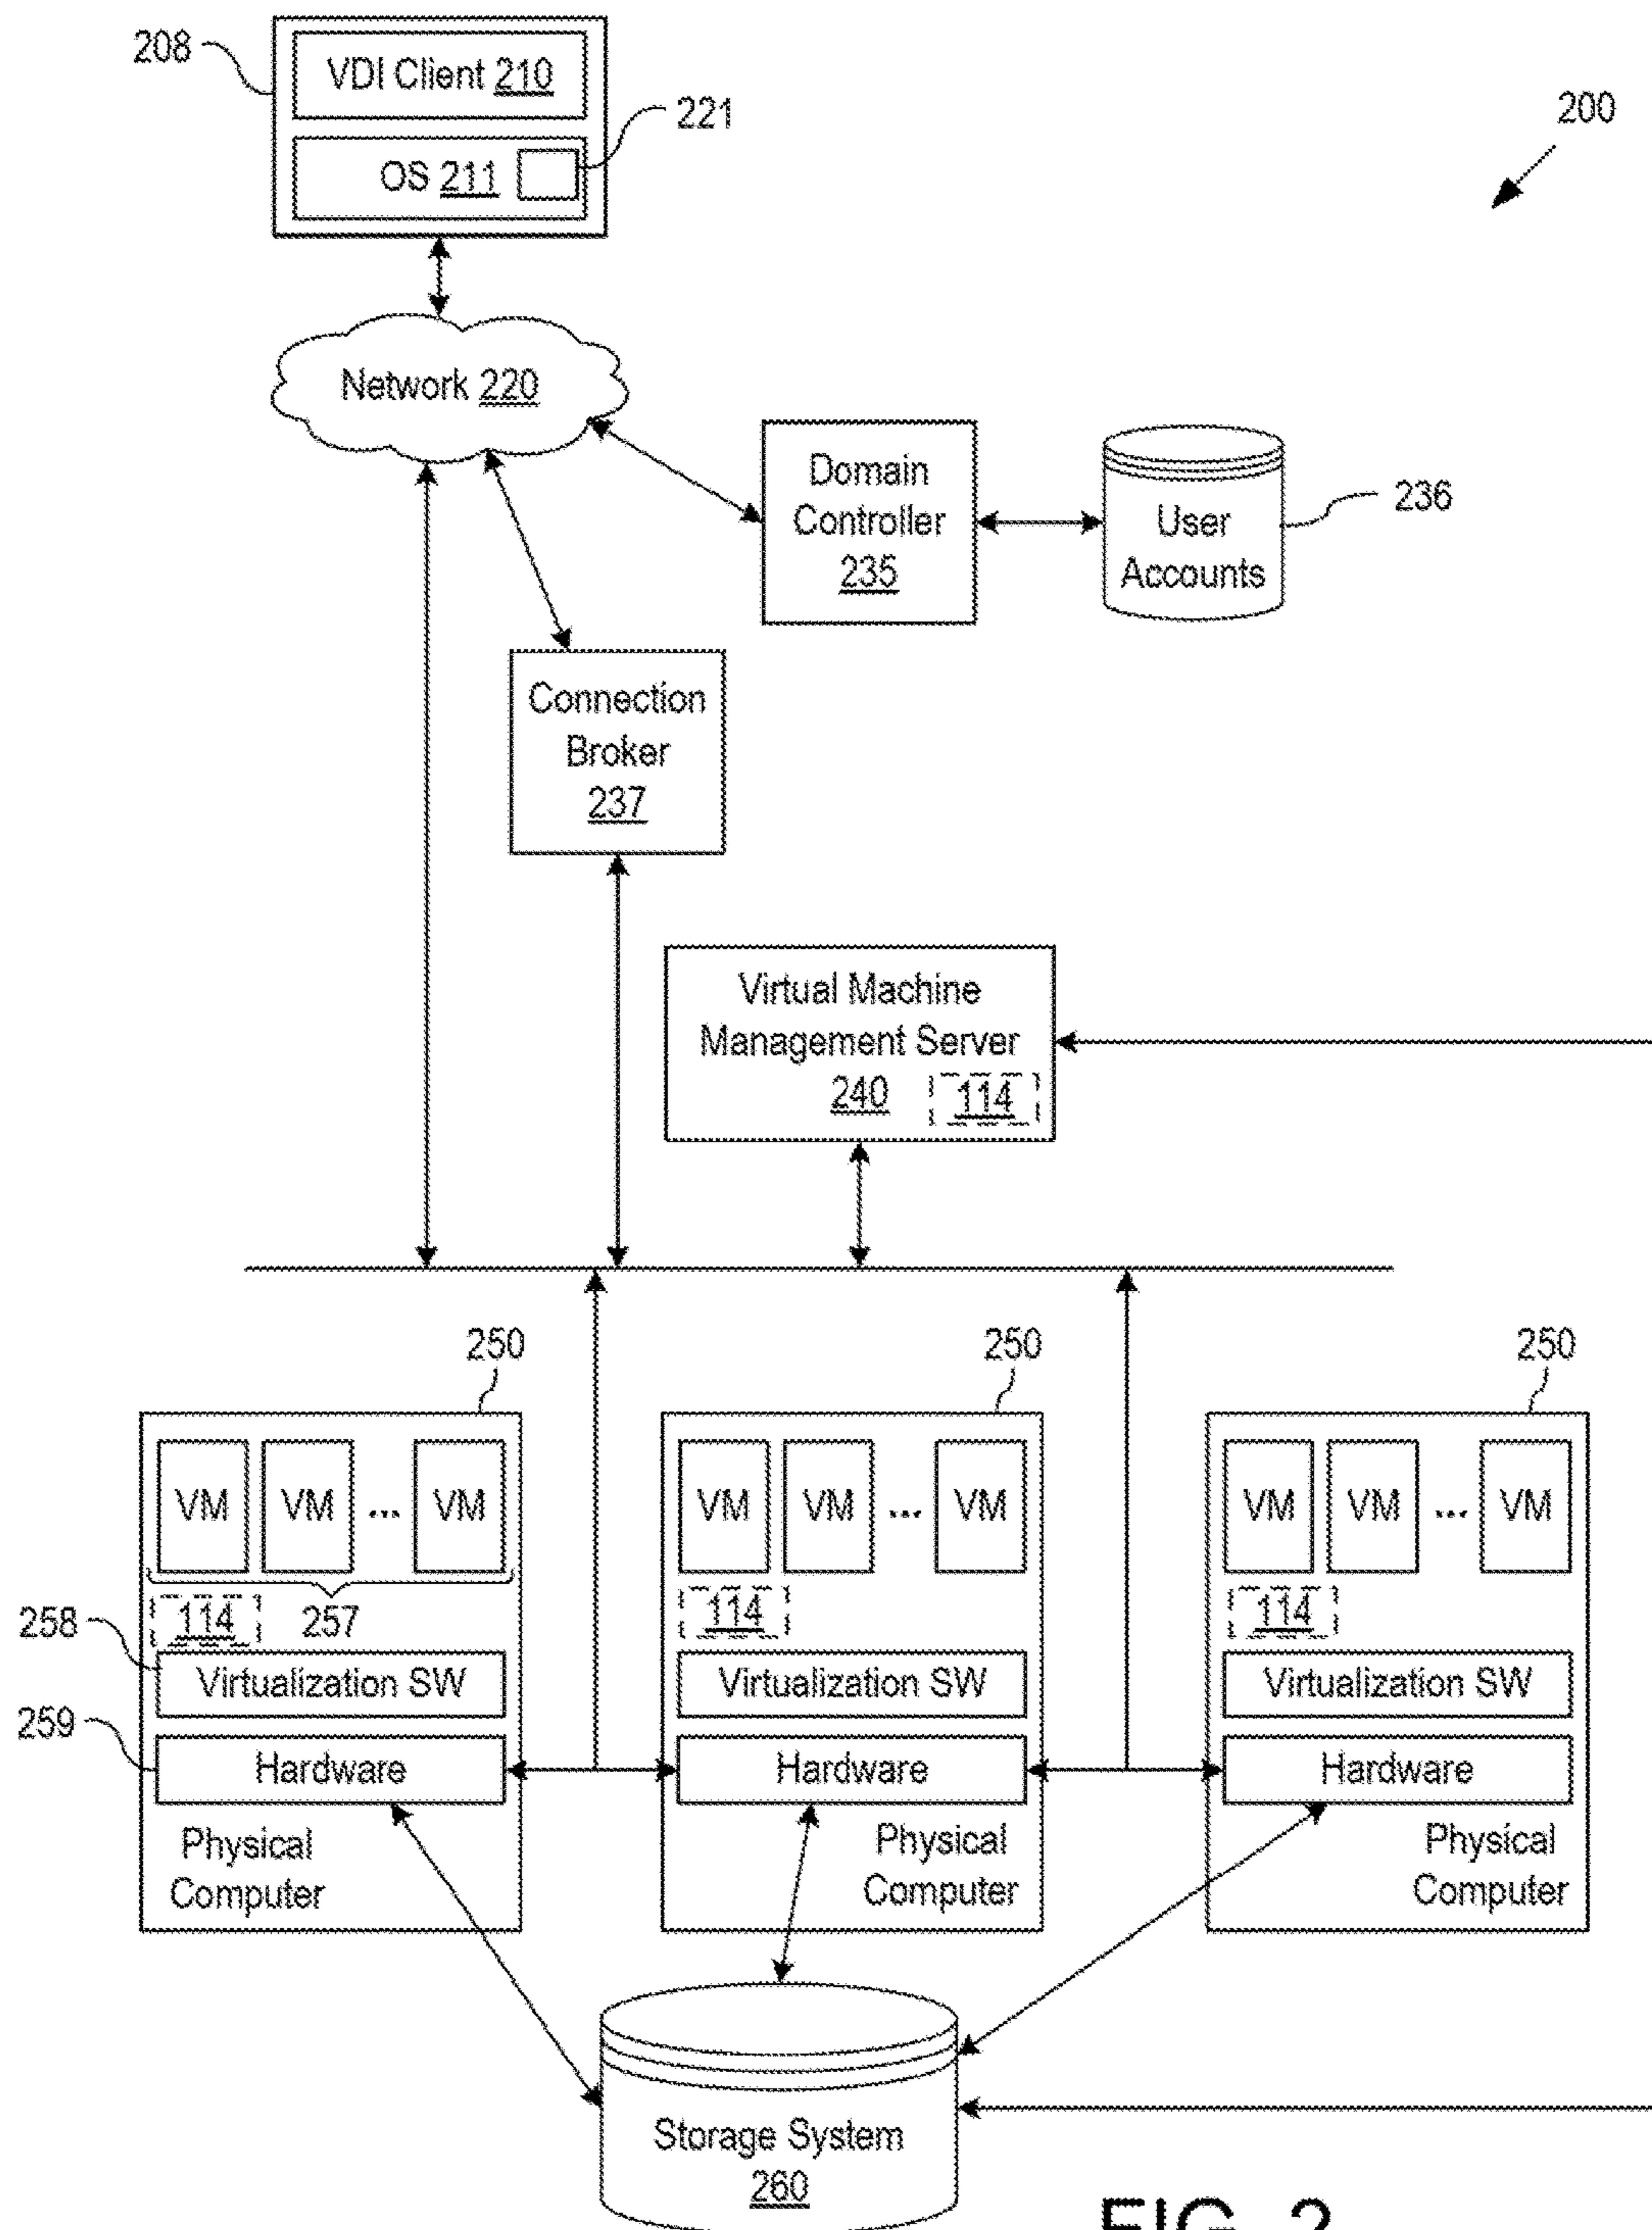 208
VDI Client 210
221
OS 211
200
Network 220
Domain
Controller
235
User
Accounts
236
Connection
Broker
237
Virtual Machine
Management Server
240
114
250
250
250
VM VM ... VM
VM VM ... VM
VM VM ... VM
114
257
114
114
258
Virtualization SW
Virtualization SW
Virtualization SW
259
Hardware
Hardware
Hardware
Physical
Computer
Physical
Computer
Physical
Computer
Storage System
260
FIG. 2